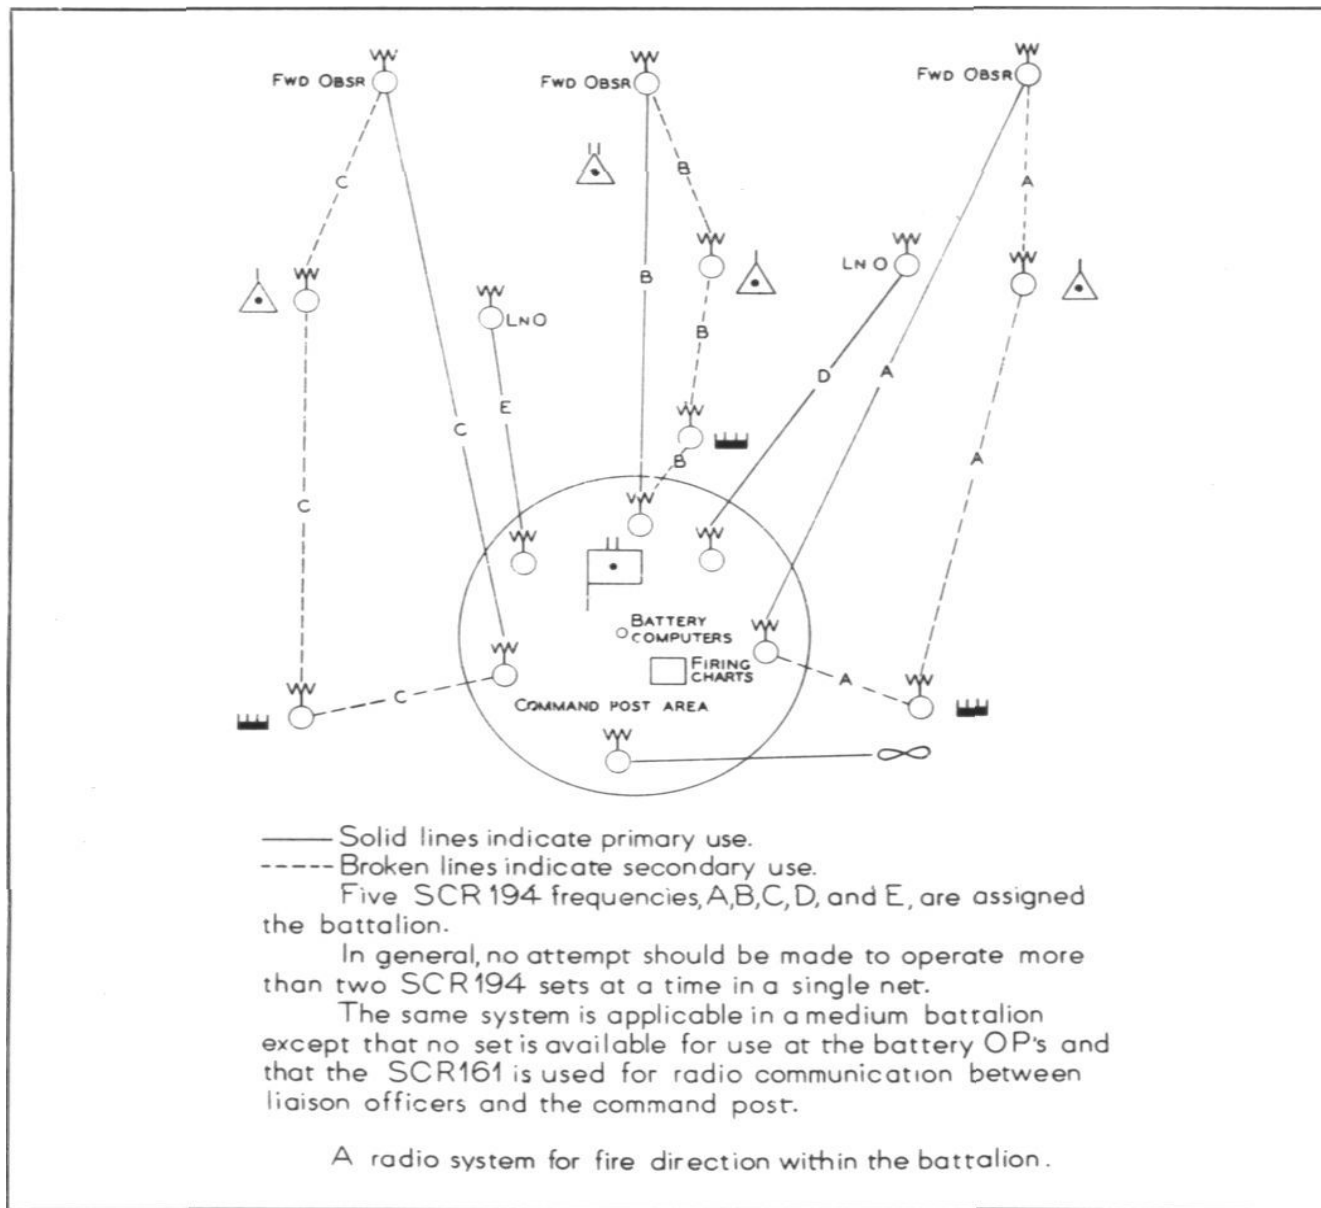 FWD OBSR
FWD OBSR
FWD OBSR
C
B
A
B
LN O
LN O
B
D
A
E
C
A
B
C
B
BATTERY
COMPUTERS
FIRING
CHARTS
A
C
COMMAND POST AREA
Solid lines indicate primary use.
Broken lines indicate secondary use.
Five SCR 194 frequencies, A,B,C,D, and E, are assigned
the battalion.
In general, no attempt should be made to operate more
than two SCR194 sets at a time in a single net.
The same system is applicable in a medium battalion
except that no set is available for use at the battery OP's and
that the SCR161 is used for radio communication between
liaison officers and the command post.
A radio system for fire direction within the battalion.